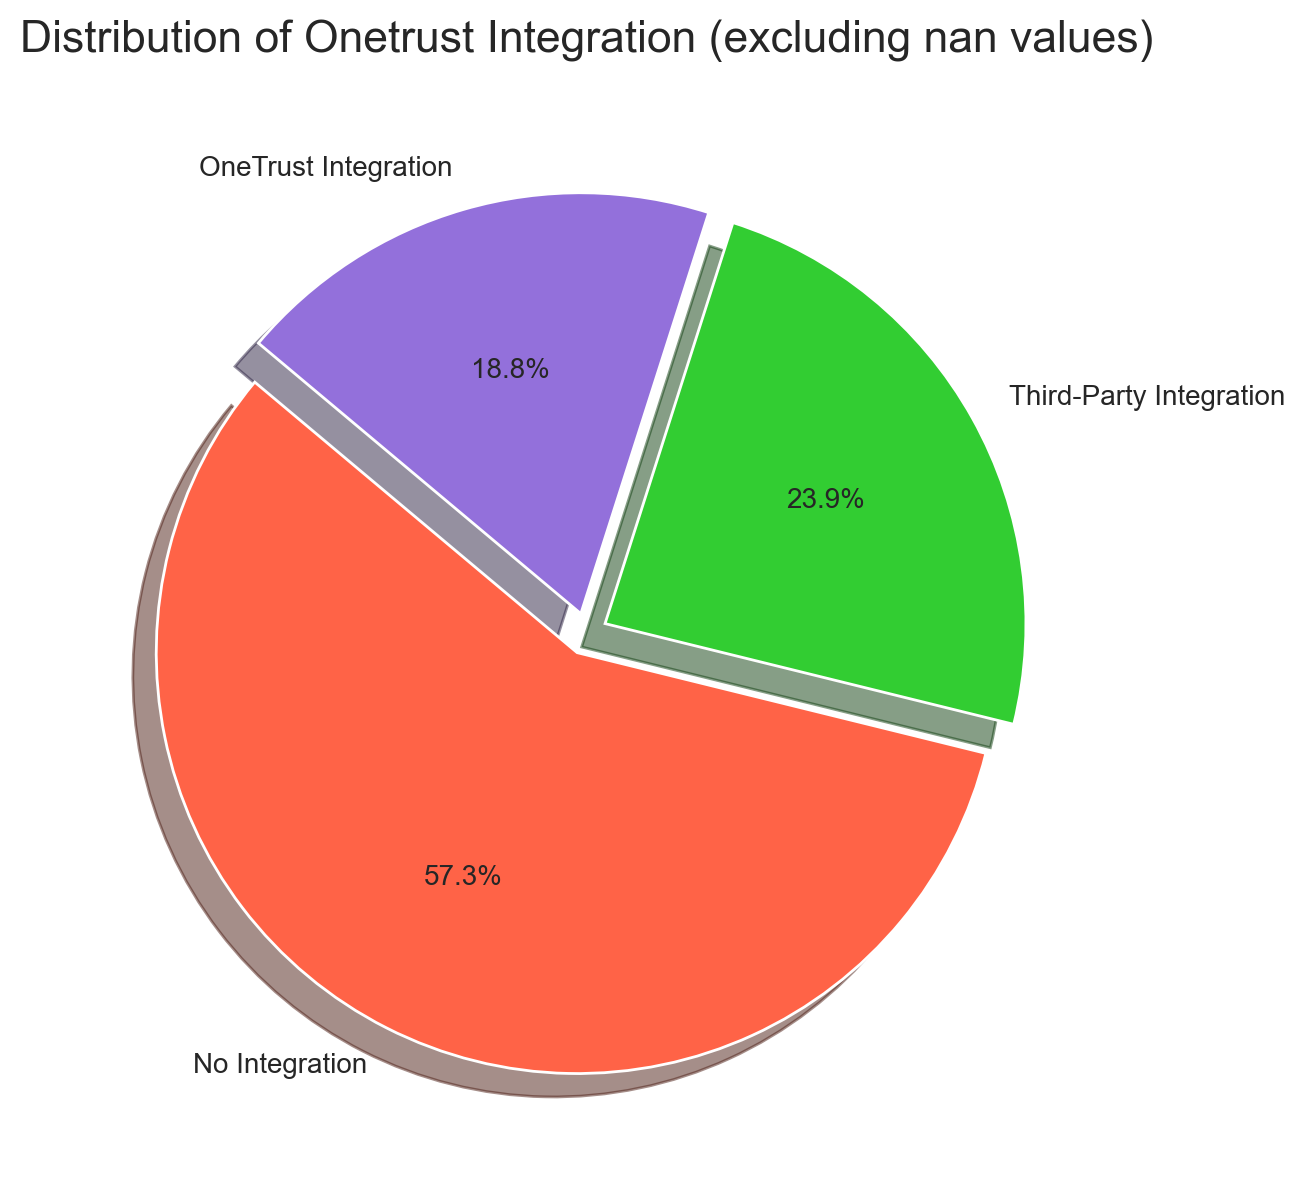 Distribution of Onetrust Integration (excluding nan values)
OneTrust Integration
18.8%
Third-Party Integration
23.9%
57.3%
No Integration